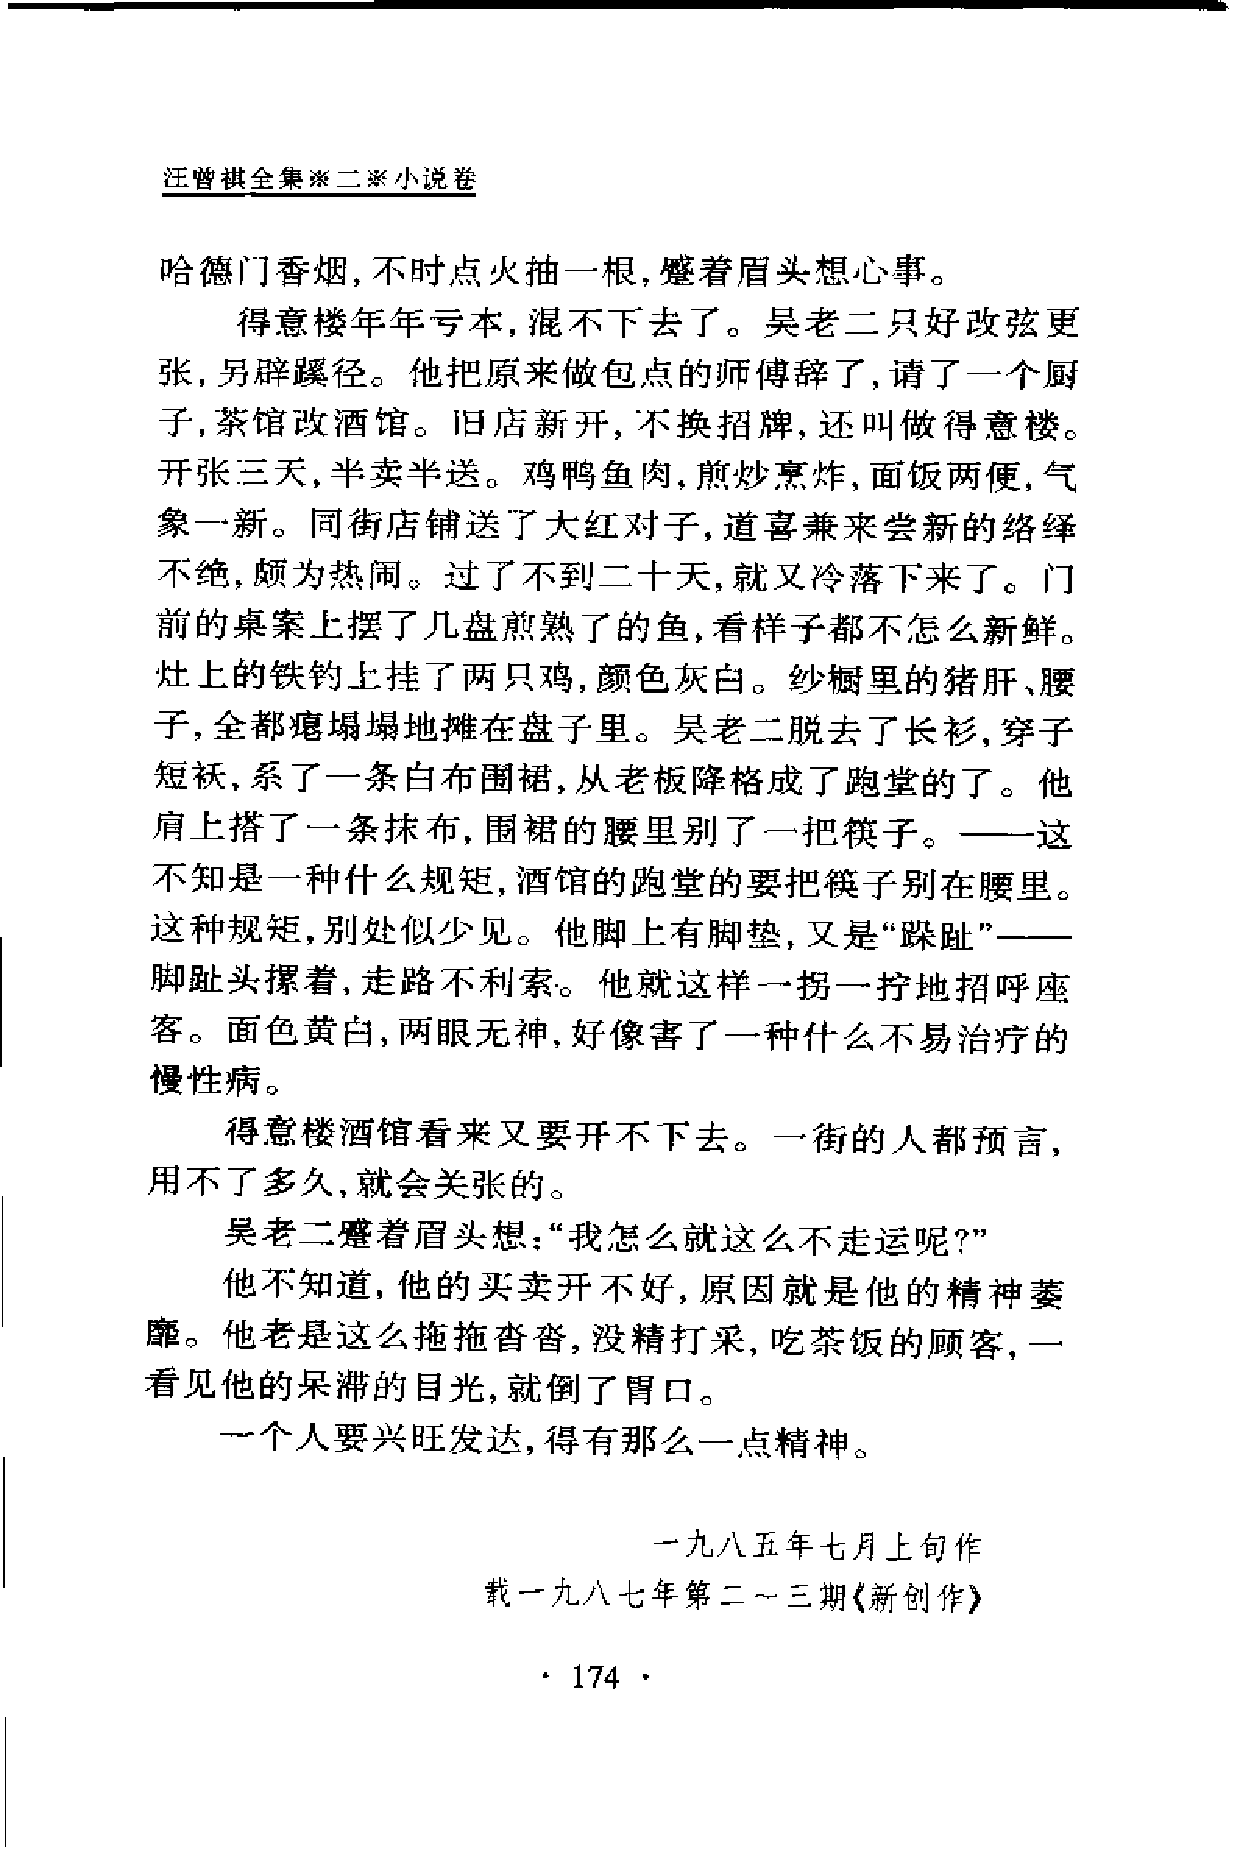 汪曾祺全集※二※小说卷
哈德门香烟,不时点火抽一根,蹙着眉头想心事。
得意楼年年亏本,混不下去了。吴老二只好改弦更
张,另辟蹊径。他把原来做包点的师傅辞了,请了一个厨
子,茶馆改酒馆。旧店新开,不换招牌,还叫做得意楼。
开张三天,半卖半送。鸡鸭鱼肉,煎炒烹炸,面饭两便,气
象一新。同街店铺送了大红对子,道喜兼来尝新的络绎
不绝,颇为热闹。过了不到二十天,就又冷落下来了。门
前的桌案上摆了几盘煎熟了的鱼,看样子都不怎么新鲜。
灶上的铁钓上挂了两只鸡,颜色灰白。纱橱里的猪肝、腰
子,全都瘪塌塌地摊在盘子里。吴老二脱去了长衫,穿子
短袄,系了一条白布围裙,从老板降格成了跑堂的了。他
肩上搭了一条抹布,围裙的腰里别了一把筷子。——这
不知是一种什么规矩,酒馆的跑堂的要把筷子别在腰里。
这种规矩,别处似少见。他脚上有脚垫,又是“跺趾”——
脚趾头摞着,走路不利索。他就这样一拐一拧地招呼座
客。面色黄白,两眼无神,好像害了一种什么不易治疗的
慢性病。
得意楼酒馆看来又要开不下去。一街的人都预言,
用不了多久,就会关张的。
吴老二蹙着眉头想:“我怎么就这么不走运呢?”
他不知道,他的买卖开不好,原因就是他的精神萎
靡。他老是这么拖拖沓沓,没精打采,吃茶饭的顾客,一
看见他的呆滞的目光,就倒了胃口。
一个人要兴旺发达,得有那么一点精神。
一九八五年七月上旬作
载一九八七年第二~三期《新创作》
· 174 ·